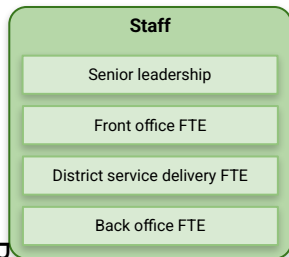 Staff
Senior leadership
Front office FTE
District service delivery FTE
Back office FTE